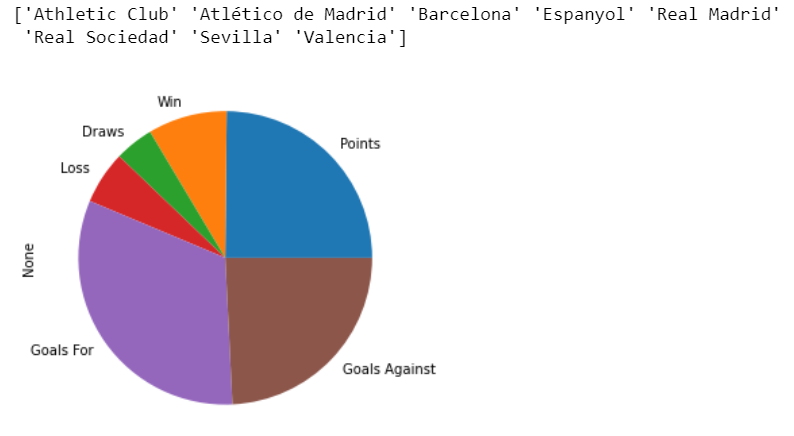 ['Athletic Club' 'Atlético de Madrid' 'Barcelona' 'Espanyol' 'Real Madrid'
'Real Sociedad' 'Sevilla' 'Valencia']
Win
Draws
Points
Loss
None
Goals For
Goals Against